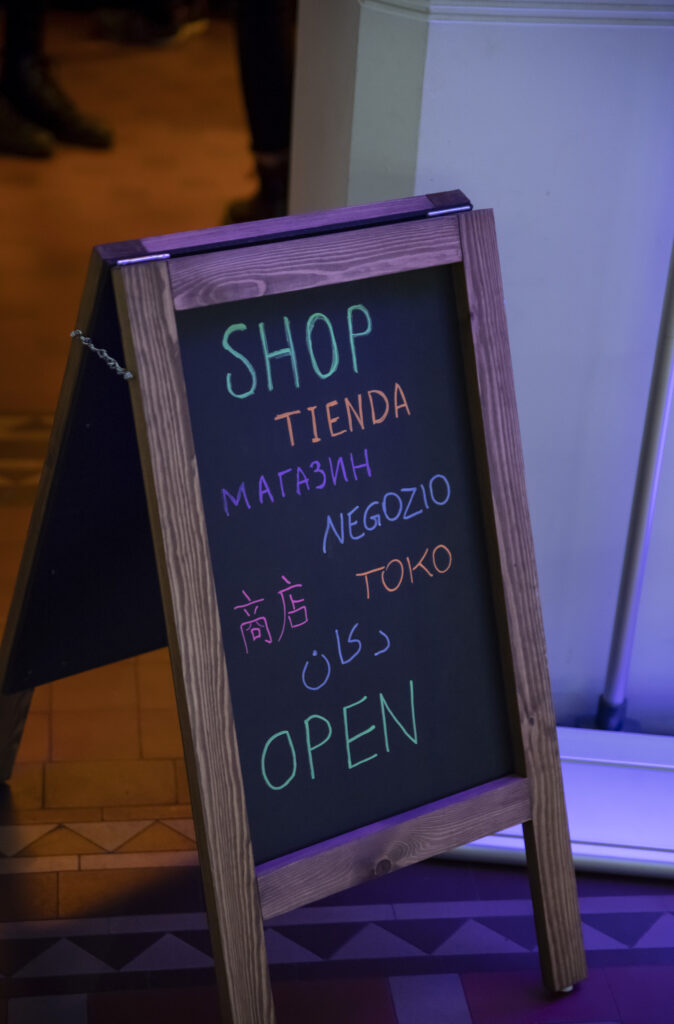 SHOP
TIENDA
МАГАЗИН
NEGOZIO
TOKO
商店
دكان
OPEN